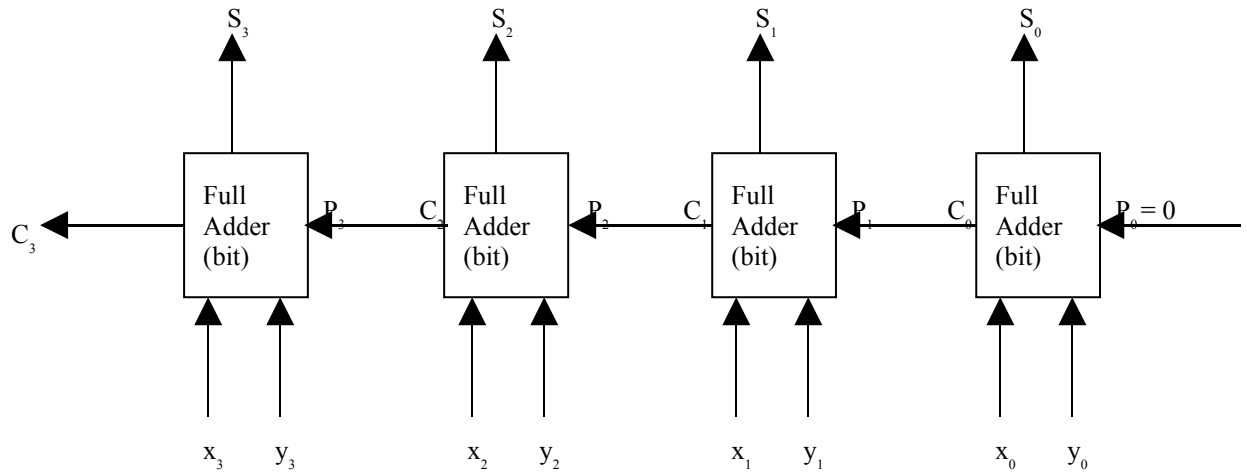 S₃ S₂ S₁ S₀
Full Full Full Full
P₃ C₂ P₂ C₁ P₁ C₀ P₀ = 0
Adder Adder Adder Adder
C₃
(bit) (bit) (bit) (bit)
x₃ y₃ x₂ y₂ x₁ y₁ x₀ y₀